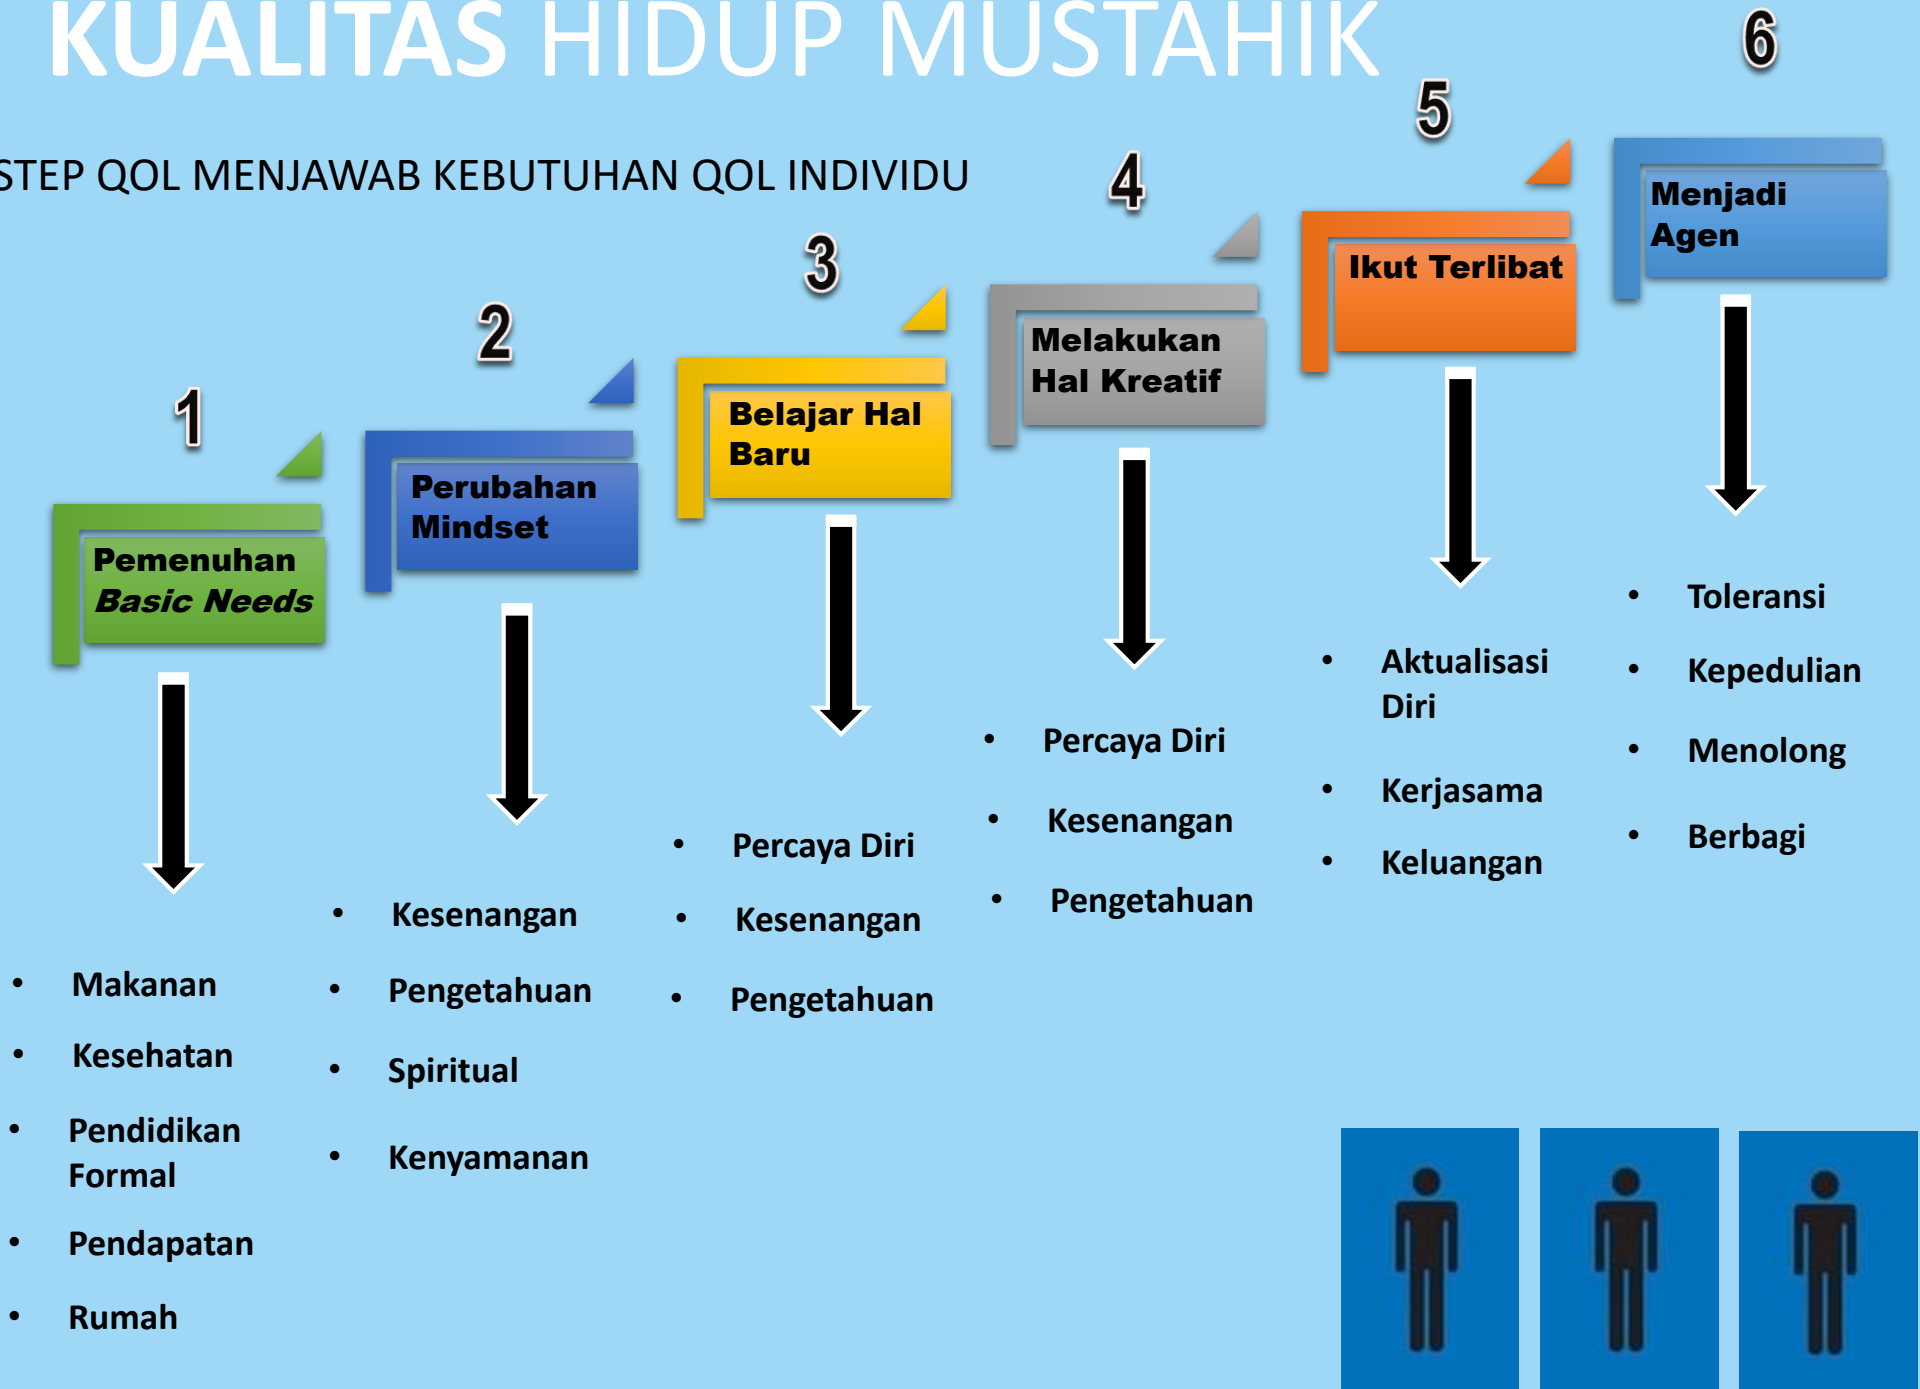 KUALITAS HIDUP MUSTAHIK
STEP QOL MENJAWAB KEBUTUHAN QOL INDIVIDU
1
Pemenuhan
Basic Needs
• Makanan
• Kesehatan
• Pendidikan
Formal
• Pendapatan
• Rumah
2
Perubahan
Mindset
• Kesenangan
• Pengetahuan
• Spiritual
• Kenyamanan
3
Belajar Hal
Baru
• Percaya Diri
• Kesenangan
• Pengetahuan
4
Melakukan
Hal Kreatif
• Percaya Diri
• Kesenangan
• Pengetahuan
5
Ikut Terlibat
• Aktualisasi
Diri
• Kerjasama
• Keluangan
6
Menjadi
Agen
• Toleransi
• Kepedulian
• Menolong
• Berbagi